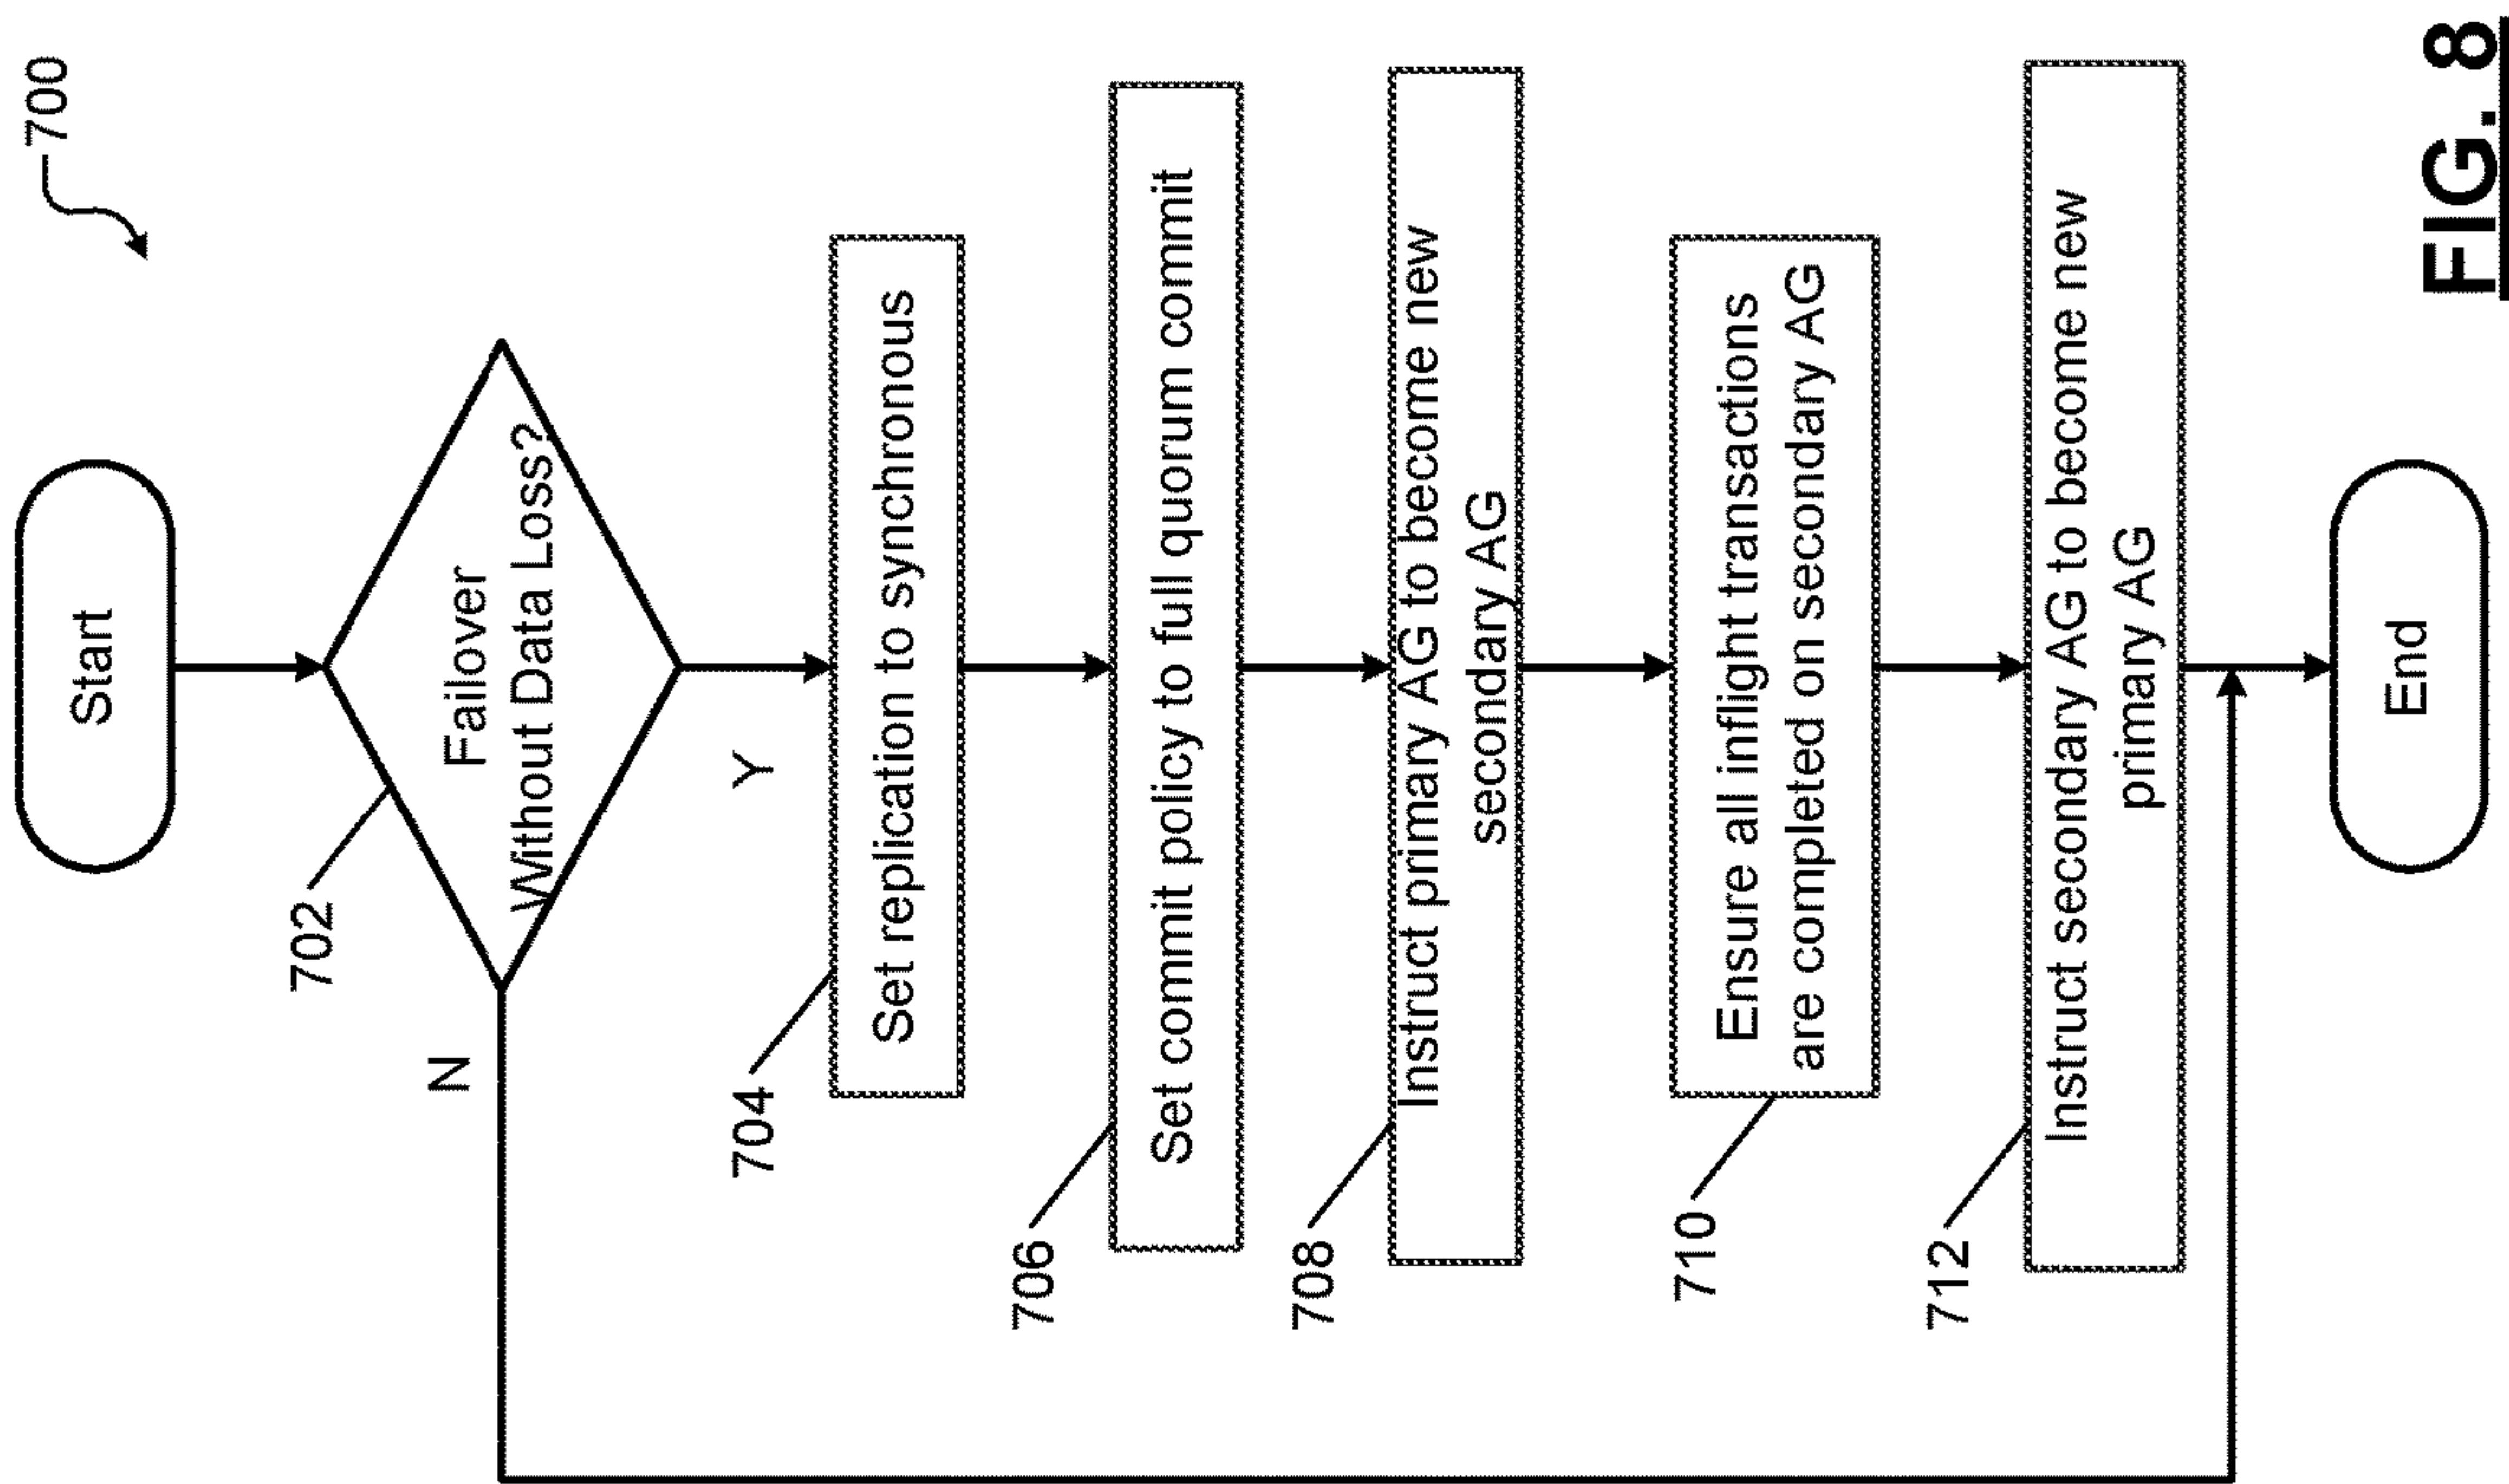 700
Start
702
Failover
Without Data Loss?
N
Y
704
Set replication to synchronous
706
Set commit policy to full quorum commit
708
Instruct primary AG to become new
secondary AG
710
Ensure all inflight transactions
are completed on secondary AG
712
Instruct secondary AG to become new
primary AG
End
FIG. 8